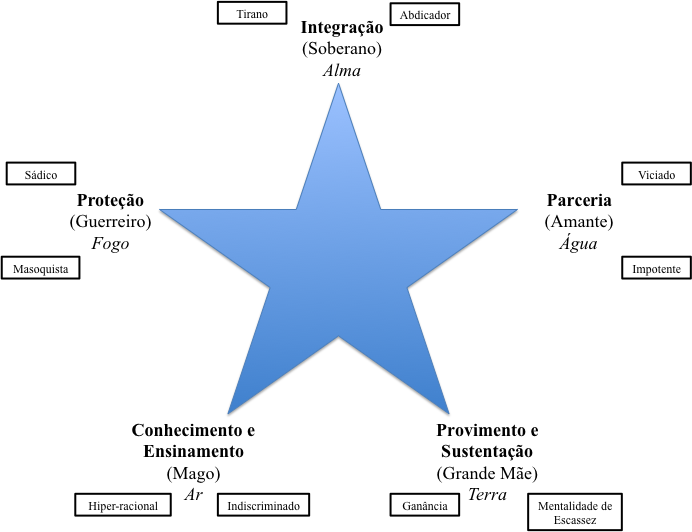 Tirano
Abdicador
Integração
(Soberano)
Alma
Sádico
Proteção
(Guerreiro)
Fogo
Masoquista
Viciado
Parceria
(Amante)
Água
Impotente
Conhecimento e
Ensinamento
(Mago)
Ar
Hiper-racional
Indiscriminado
Provimento e
Sustentação
(Grande Mãe)
Terra
Ganância
Mentalidade de
Escassez